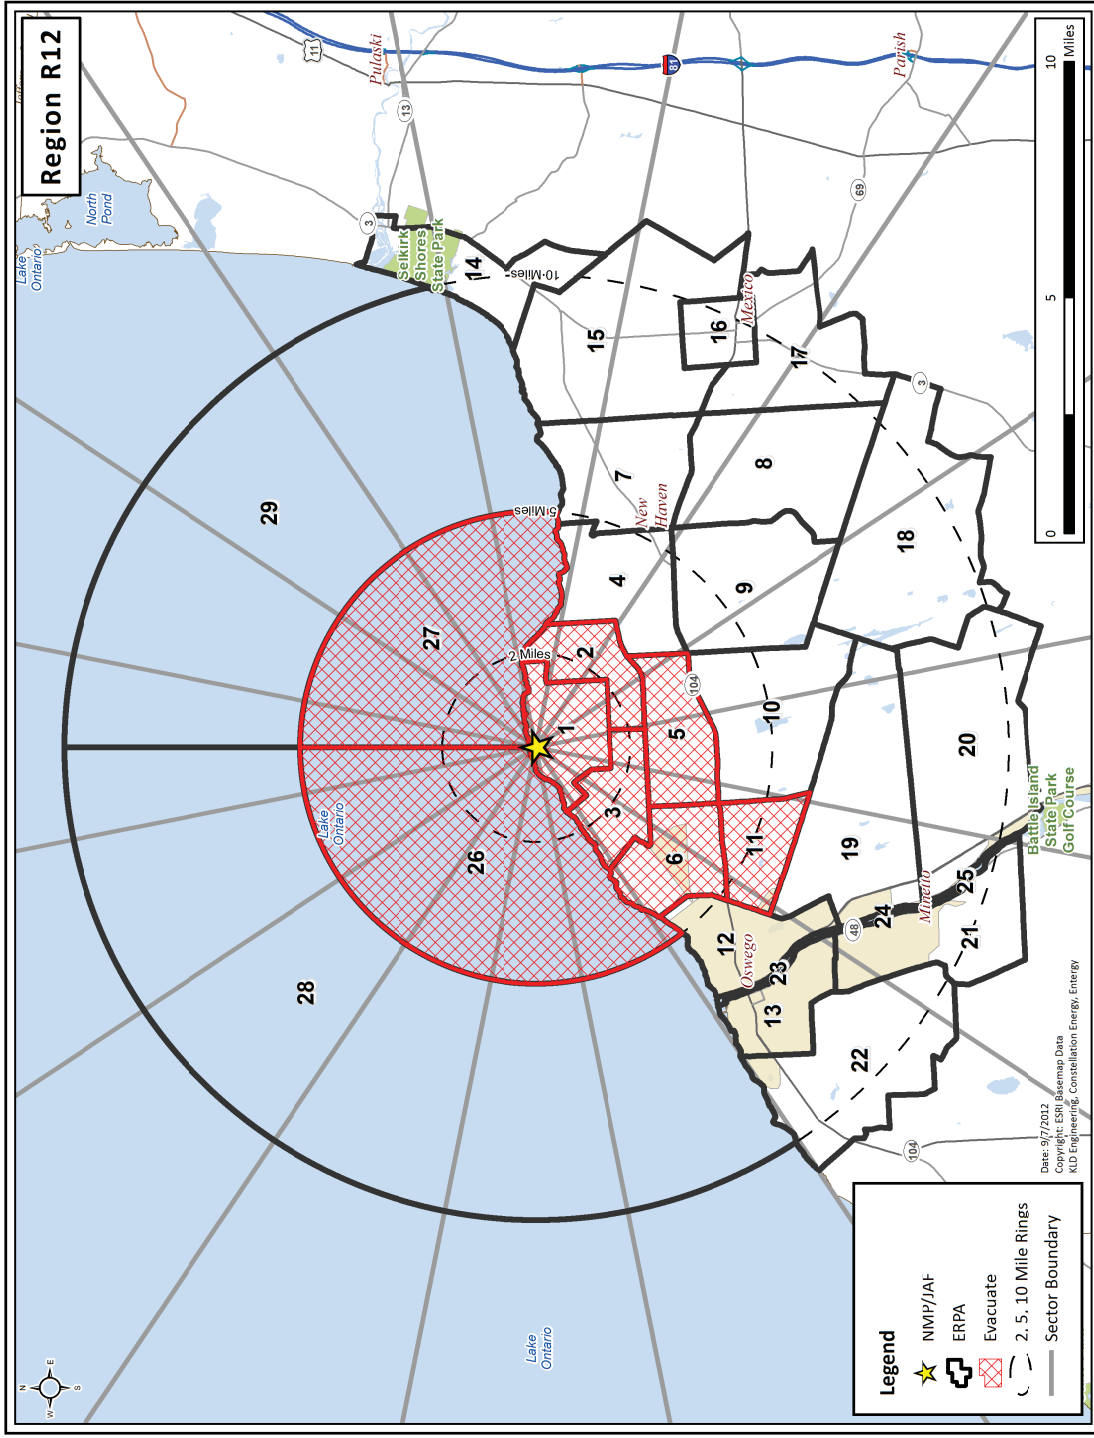 Region R12
Lake
Ontario
North
Pond
11
Pulaski
13
3
Selkirk
Shores
State Park
14
10 Miles
81
Parish
69
29
28
27
26
Lake
Ontario
5 Miles
2 Miles
1
2
3
4
5
6
7
New
Haven
8
9
10
11
12
Oswego
13
23
15
16
Mexico
17
3
18
104
19
20
Battle Island
State Park
Golf Course
21
22
24
25
48
Minetto
104
Lake
Ontario
N
E
S
W
0
5
10
Miles
Legend
NMP/JAF
ERPA
Evacuate
2, 5, 10 Mile Rings
Sector Boundary
Date: 9/7/2012
Copyright: ESRI Basemap Data
KLD Engineering, Constellation Energy, Entergy